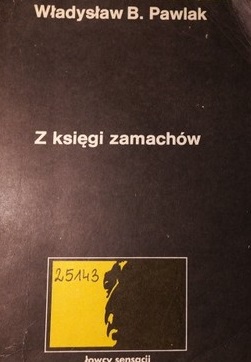 Władysław B. Pawlak
Z księgi zamachów
25143
łowcy sensacji